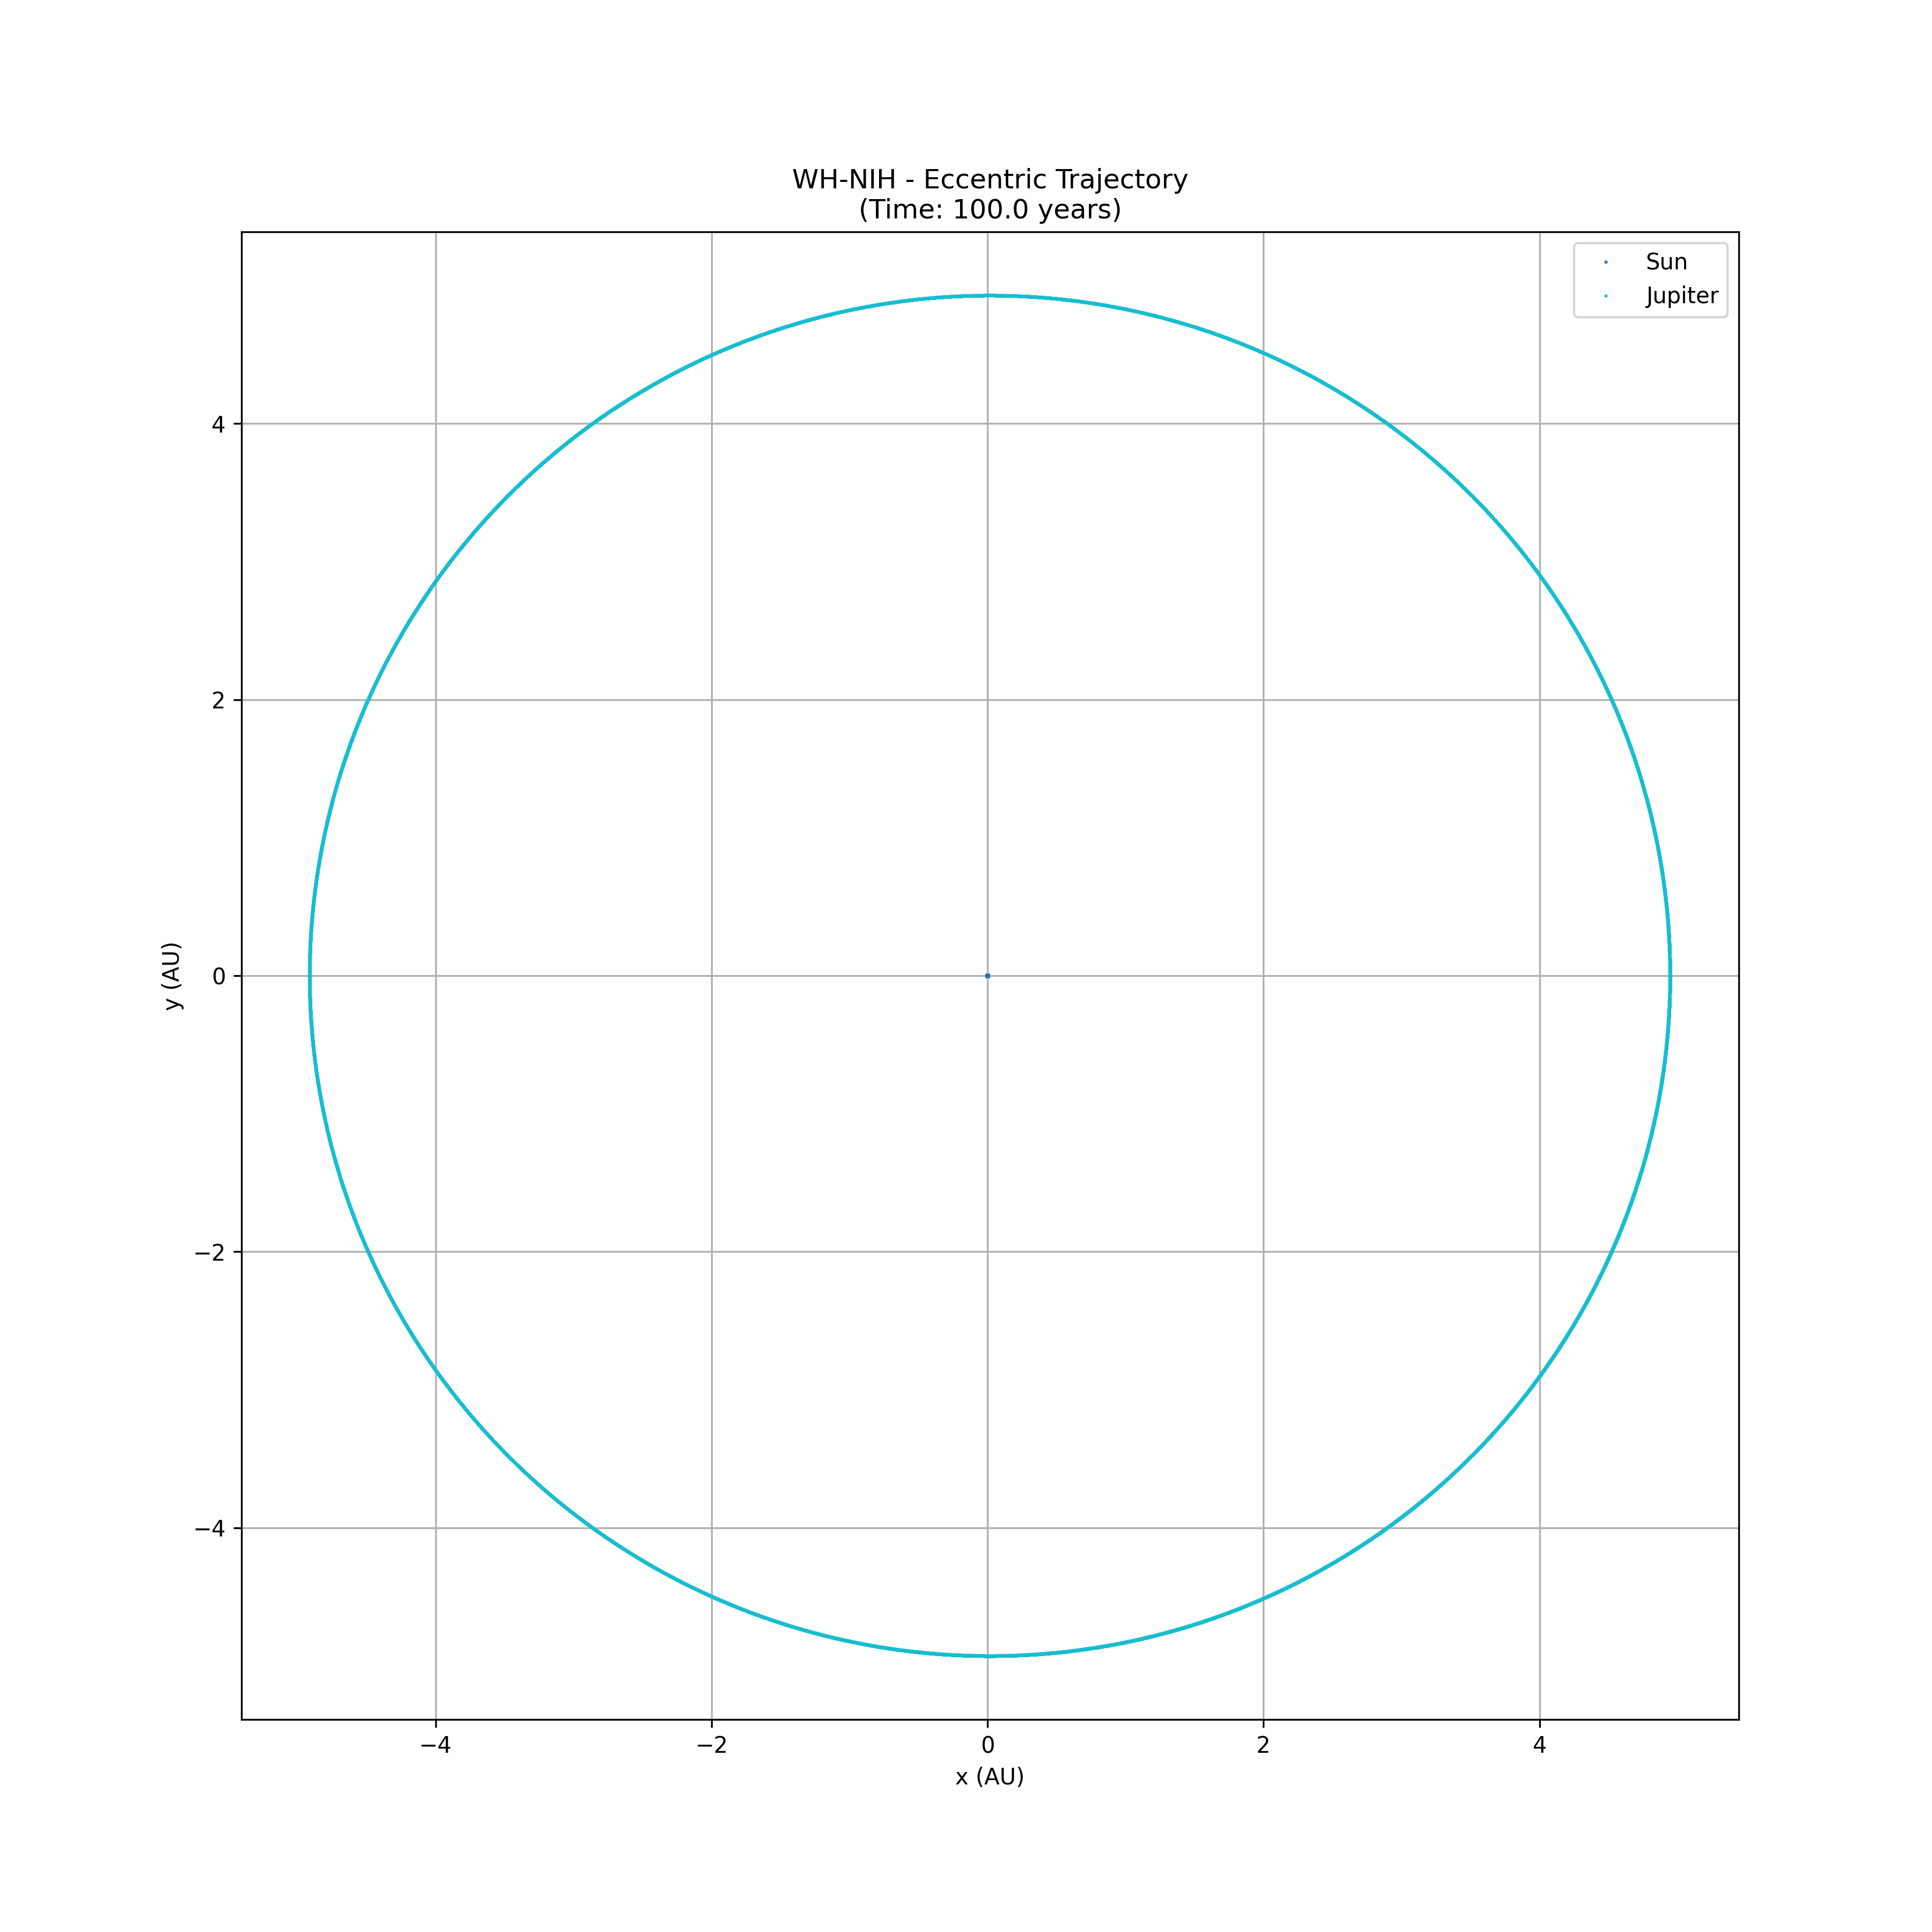 WH-NIH - Eccentric Trajectory
(Time: 100.0 years)
Sun
Jupiter
y (AU)
4
2
0
−2
−4
−4 −2 0 2 4
x (AU)